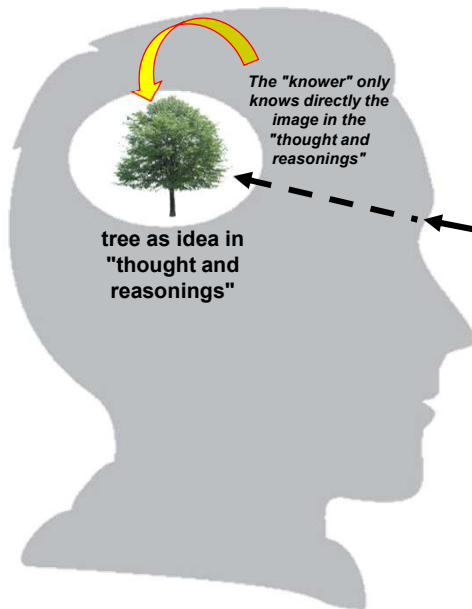 The "knower" only
knows directly the
image in the
"thought and
reasonings"
tree as idea in
"thought and
reasonings"